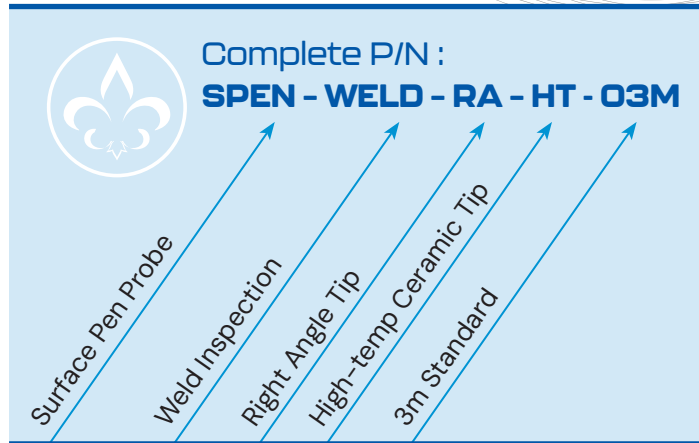 Complete P/N :
SPEN – WELD – RA – HT - 03M
Surface Pen Probe
Weld Inspection
Right Angle Tip
High-temp Ceramic Tip
3m Standard